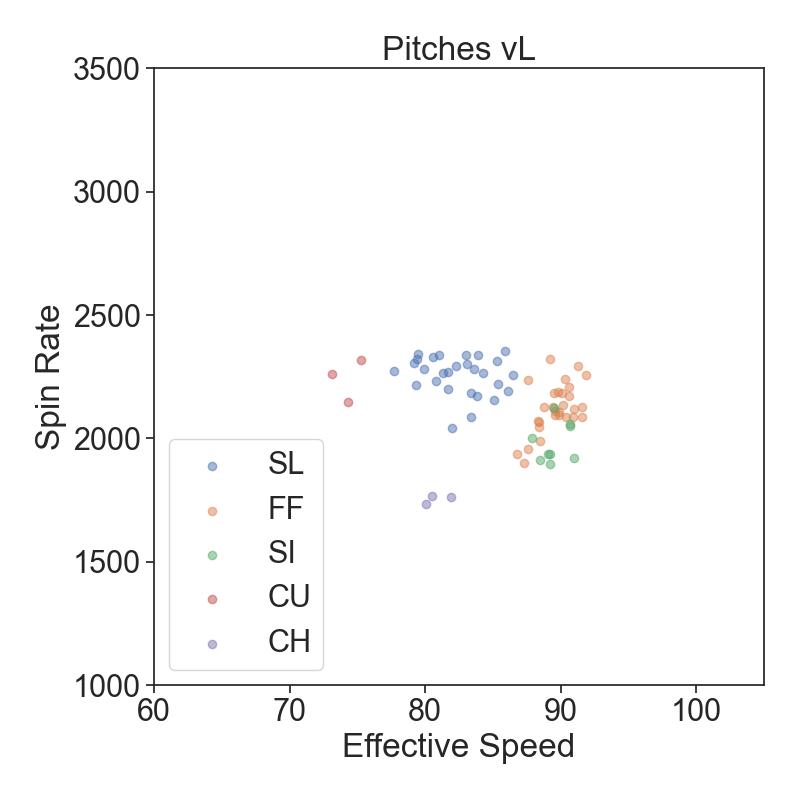 Pitches vL
3500
3000
2500
2000
1500
1000
Spin Rate
SL
FF
SI
CU
CH
60 70 80 90 100
Effective Speed